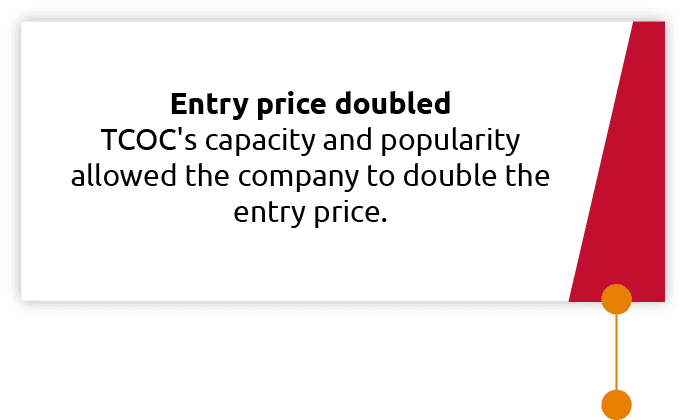 Entry price doubled
TCOC's capacity and popularity
allowed the company to double the
entry price.